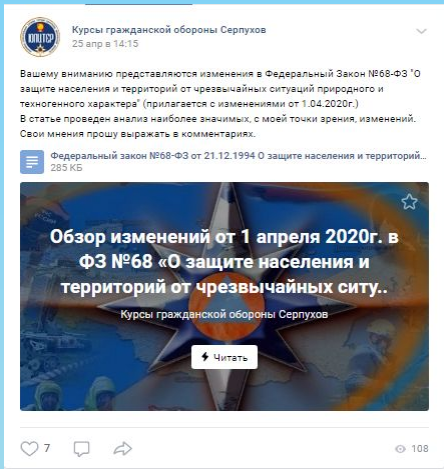 ЮПИТЕР
Курсы гражданской обороны Серпухов
25 апр в 14:15
Вашему вниманию представляются изменения в Федеральный Закон №68-ФЗ "О
защите населения и территорий от чрезвычайных ситуаций природного и
техногенного характера" (прилагается с изменениями от 1.04.2020г.)
В статье проведен анализ наиболее значимых, с моей точки зрения, изменений.
Свои мнения прошу выражать в комментариях.
Федеральный закон №68-ФЗ от 21.12.1994 О защите населения и территорий...
285 КБ
Обзор изменений от 1 апреля 2020г. в
ФЗ №68 «О защите населения и
территорий от чрезвычайных ситу..
Курсы гражданской обороны Серпухов
Читать
7
108